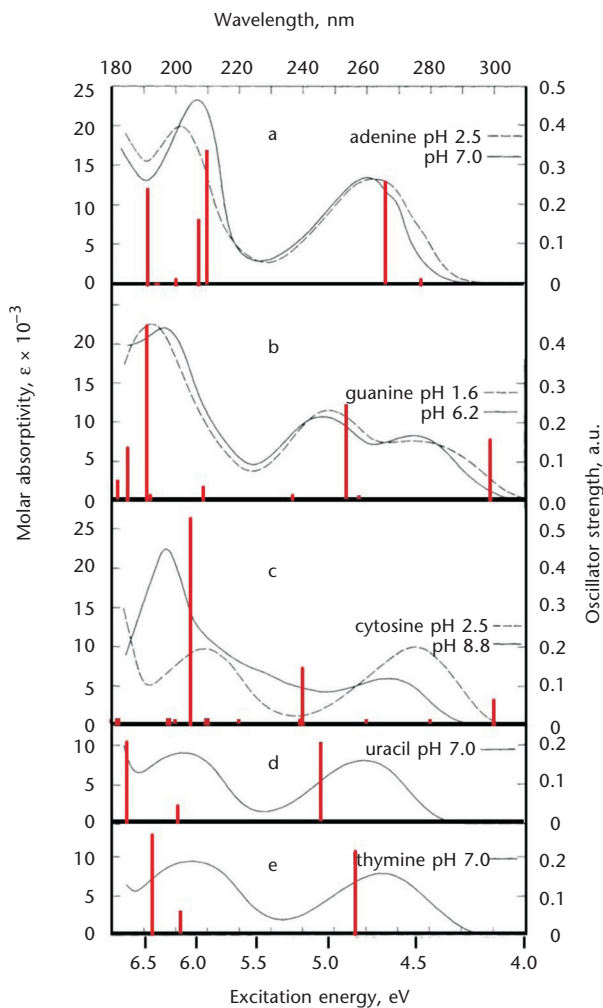 Wavelength, nm
180 200 220 240 260 280 300
25 0.5
a adenine pH 2.5
20 0.4
pH 7.0
15 0.3
10 0.2
5 0.1
0 0
b
20 0.4
guanine pH 1.6
15 0.3
pH 6.2
10 0.2
5 0.1
0 0.0
25 0.5
c
20 0.4
15 0.3
cytosine pH 2.5
10 0.2
pH 8.8
5 0.1
0 0
10 d uracil pH 7.0 0.2
5 0.1
0 0
10 e thymine pH 7.0 0.2
5 0.1
0 0
6.5 6.0 5.5 5.0 4.5 4.0
Excitation energy, eV
Molar absorptivity, ε × 10⁻³
Oscillator strength, a.u.